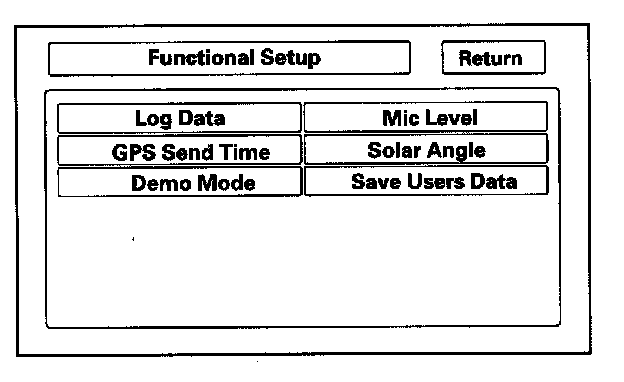 Functional Setup Return
Log Data Mic Level
GPS Send Time Solar Angle
Demo Mode Save Users Data